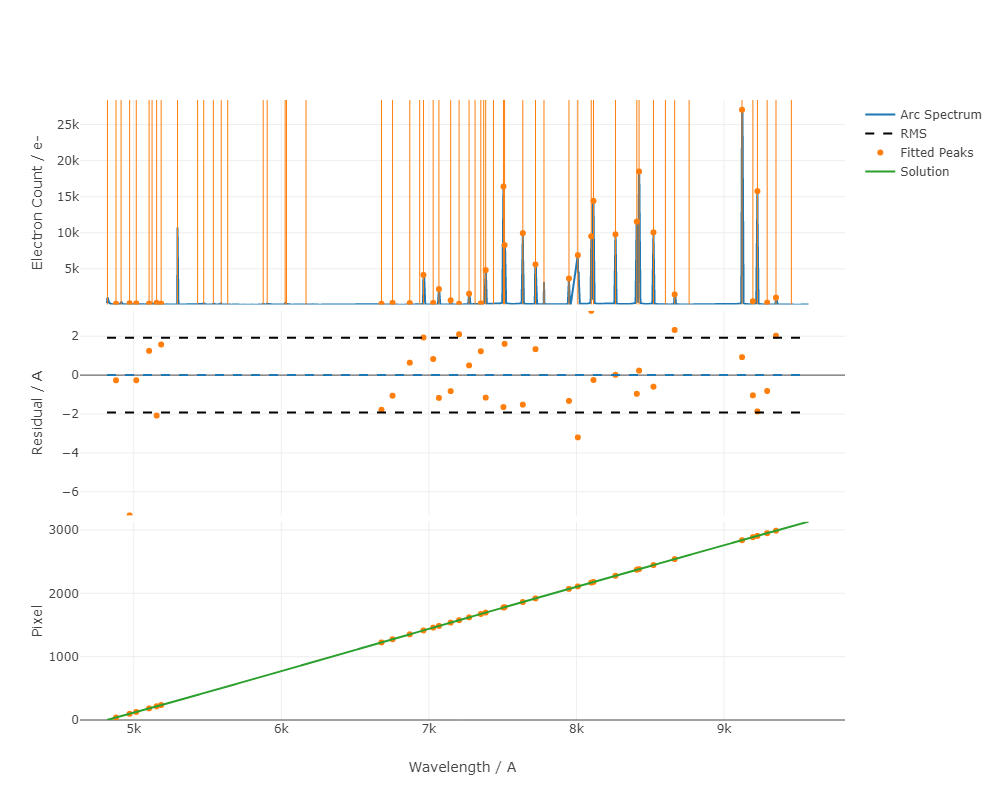 Electron Count / e-
25k
20k
15k
10k
5k
Arc Spectrum
RMS
Fitted Peaks
Solution
Residual / A
2
0
−2
−4
−6
Pixel
3000
2000
1000
0
5k 6k 7k 8k 9k
Wavelength / A